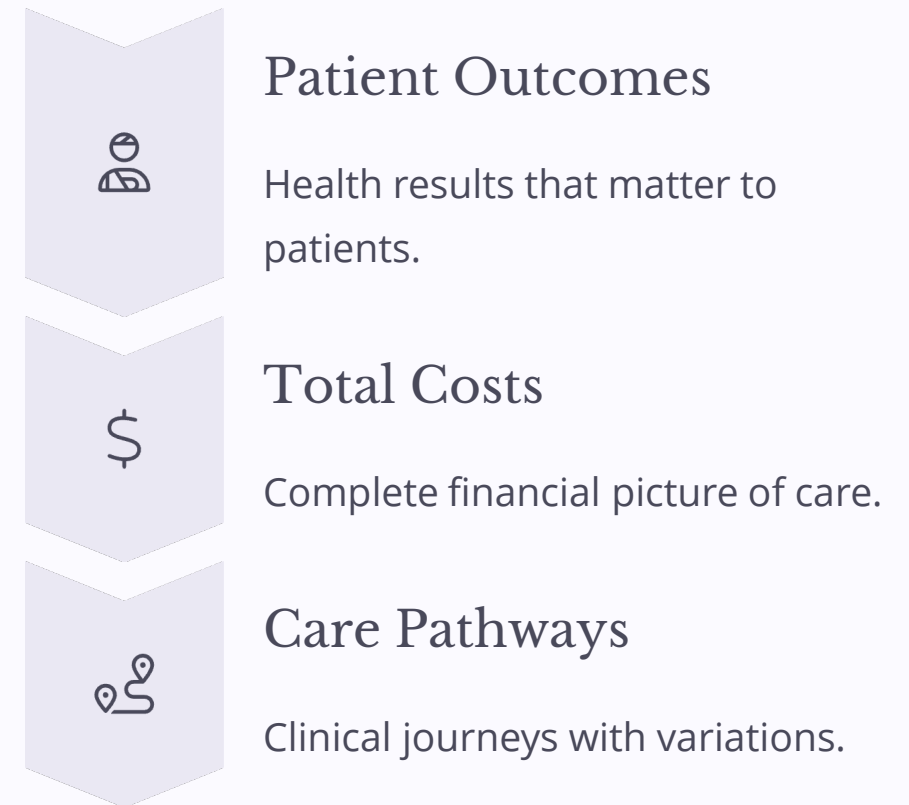 Patient Outcomes
Health results that matter to
patients.
$
Total Costs
Complete financial picture of care.
Care Pathways
Clinical journeys with variations.